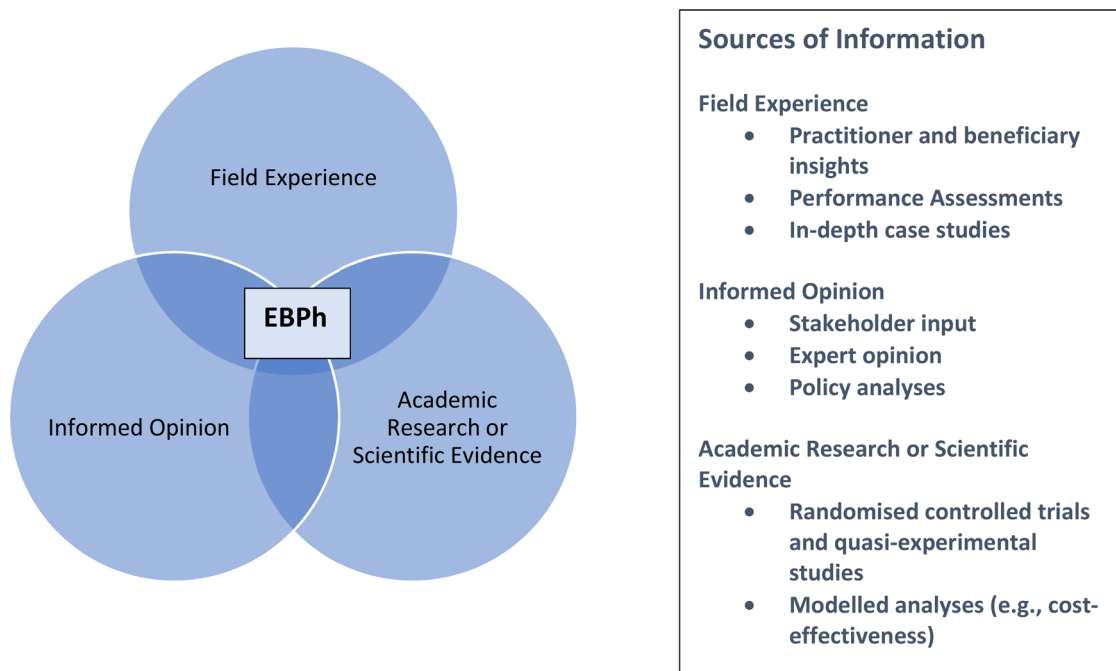 Field Experience
EBPh
Informed Opinion
Academic
Research or
Scientific Evidence
Sources of Information
Field Experience
• Practitioner and beneficiary
insights
• Performance Assessments
• In-depth case studies
Informed Opinion
• Stakeholder input
• Expert opinion
• Policy analyses
Academic Research or Scientific
Evidence
• Randomised controlled trials
and quasi-experimental
studies
• Modelled analyses (e.g., cost-
effectiveness)